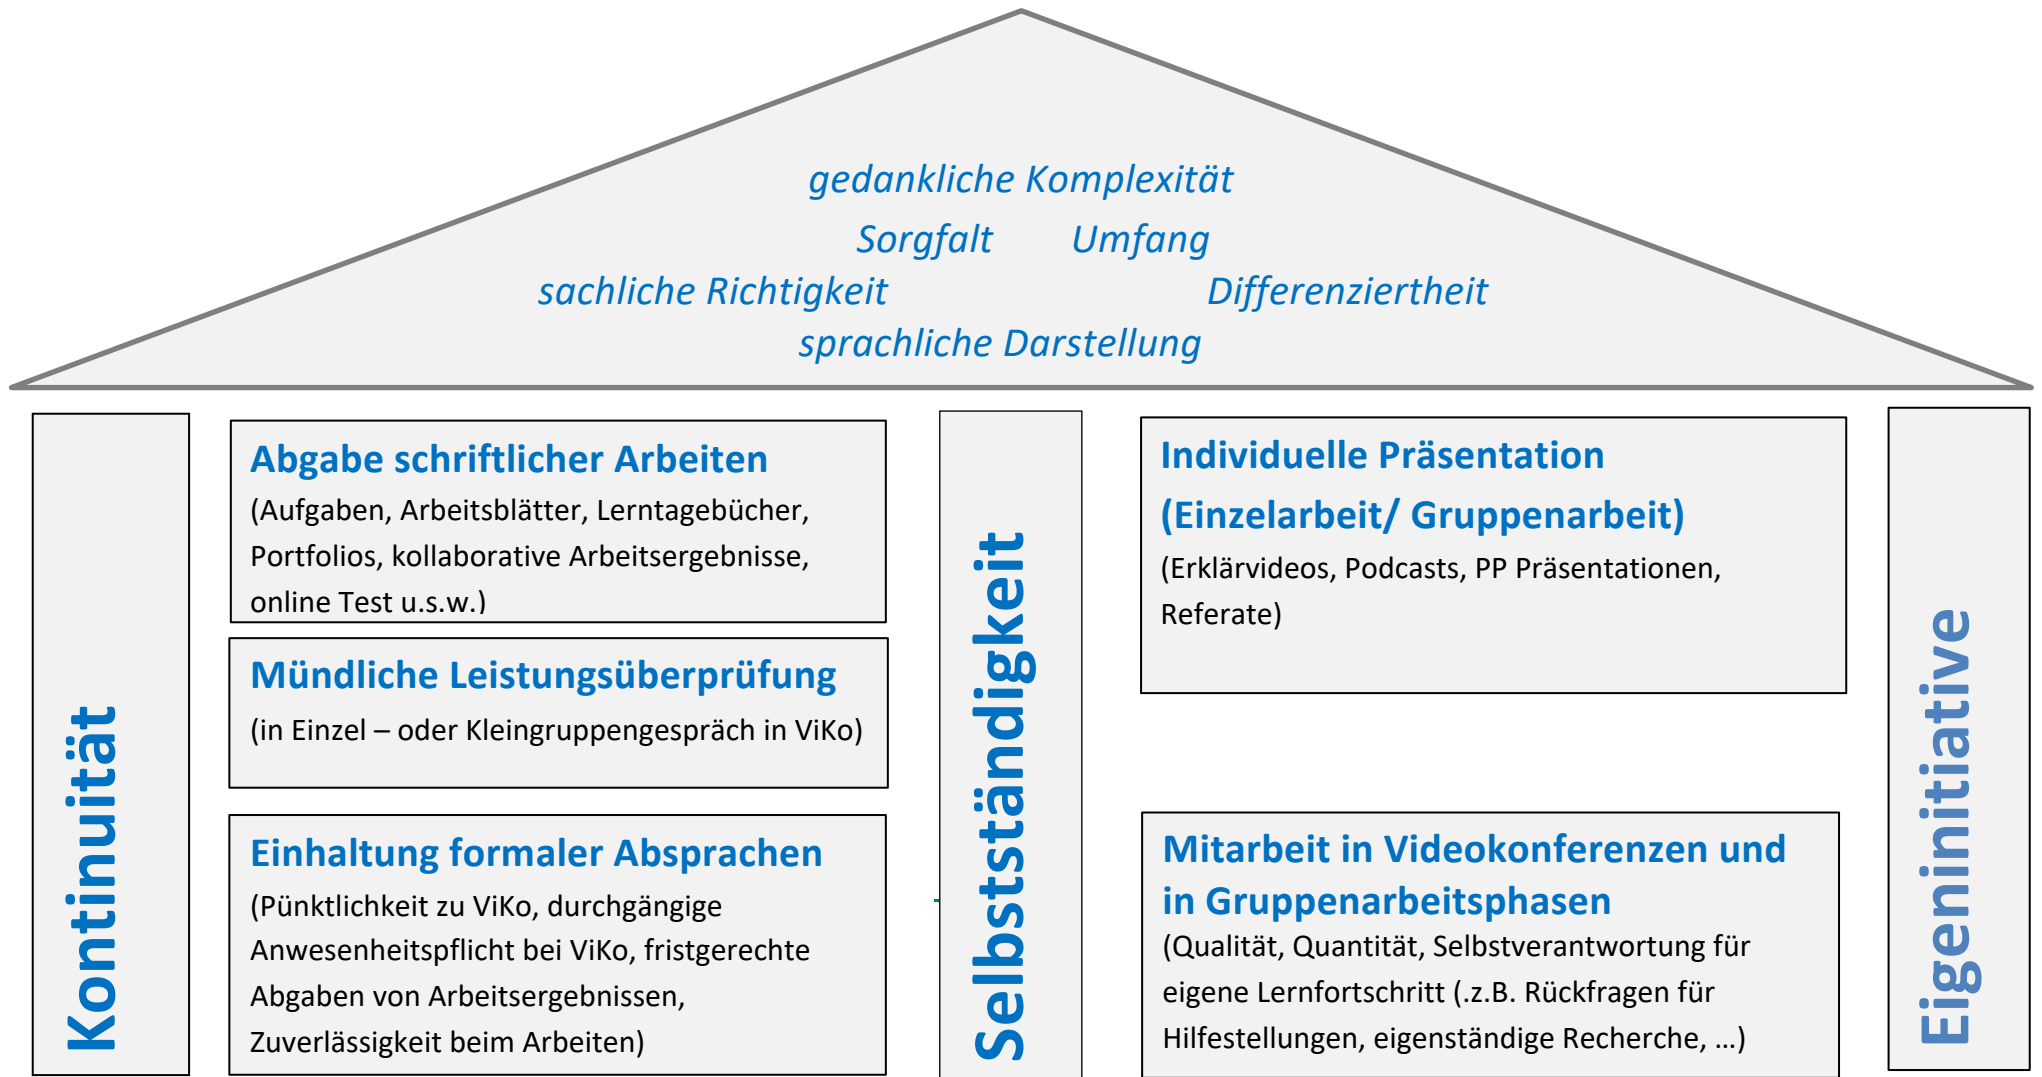 gedankliche Komplexität
Sorgfalt Umfang
sachliche Richtigkeit Differenziertheit
sprachliche Darstellung
Kontinuität
Abgabe schriftlicher Arbeiten
(Aufgaben, Arbeitsblätter, Lerntagebücher,
Portfolios, kollaborative Arbeitsergebnisse,
online Test u.s.w.)
Mündliche Leistungsüberprüfung
(in Einzel – oder Kleingruppengespräch in ViKo)
Einhaltung formaler Absprachen
(Pünktlichkeit zu ViKo, durchgängige
Anwesenheitspflicht bei ViKo, fristgerechte
Abgaben von Arbeitsergebnissen,
Zuverlässigkeit beim Arbeiten)
Selbstständigkeit
Individuelle Präsentation
(Einzelarbeit/ Gruppenarbeit)
(Erklärvideos, Podcasts, PP Präsentationen,
Referate)
Mitarbeit in Videokonferenzen und
in Gruppenarbeitsphasen
(Qualität, Quantität, Selbstverantwortung für
eigene Lernfortschritt (.z.B. Rückfragen für
Hilfestellungen, eigenständige Recherche, …)
Eigeninitiative